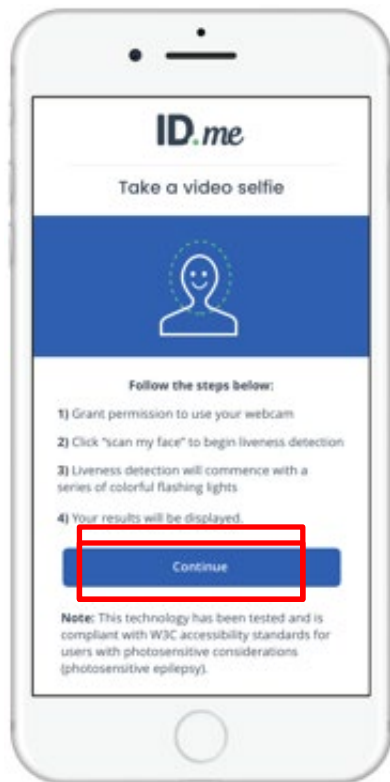 ID.me
Take a video selfie
Follow the steps below:
1) Grant permission to use your webcam
2) Click "scan my face" to begin liveness detection
3) Liveness detection will commence with a
series of colorful flashing lights
4) Your results will be displayed.
Continue
Note: This technology has been tested and is
compliant with W3C accessibility standards for
users with photosensitive considerations
(photosensitive epilepsy).